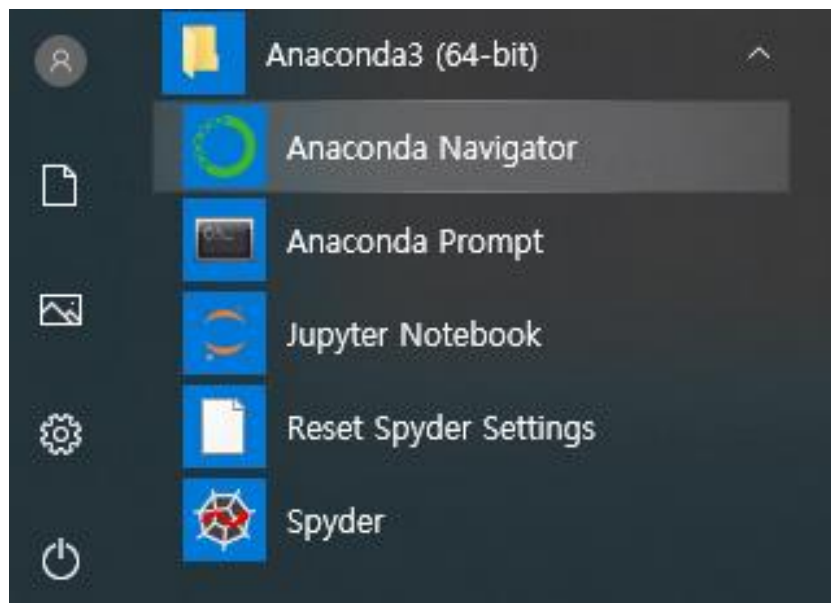 Anaconda3 (64-bit)
Anaconda Navigator
Anaconda Prompt
Jupyter Notebook
Reset Spyder Settings
Spyder